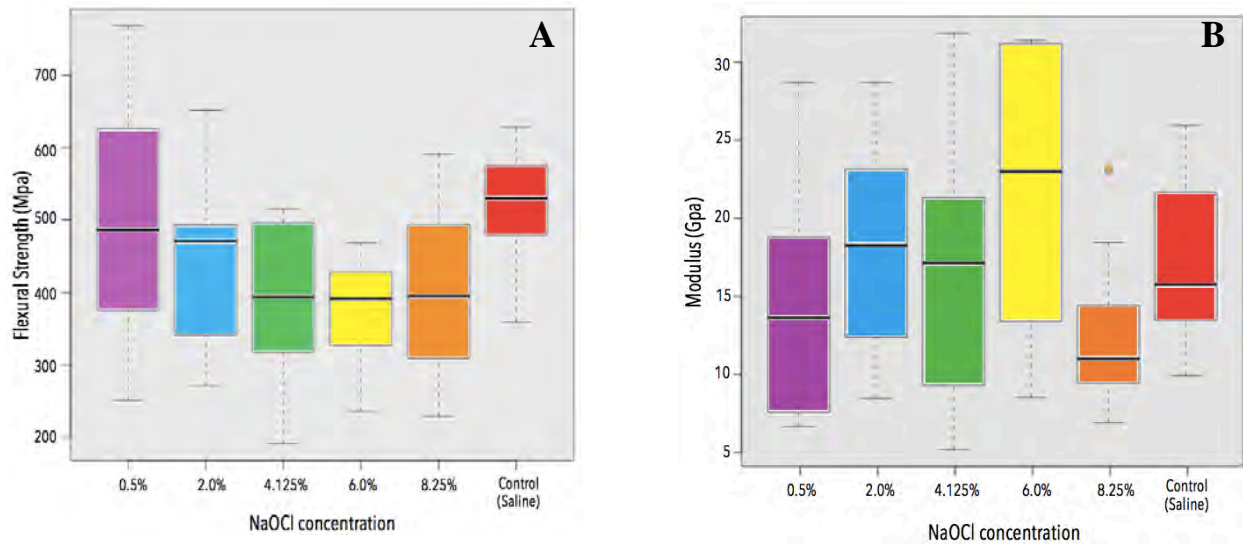 A
Flexural Strength (Mpa)
700
600
500
400
300
200
0.5%
2.0%
4.125%
6.0%
8.25%
Control
(Saline)
NaOCl concentration
B
Modulus (Gpa)
30
25
20
15
10
5
0.5%
2.0%
4.125%
6.0%
8.25%
Control
(Saline)
NaOCl concentration